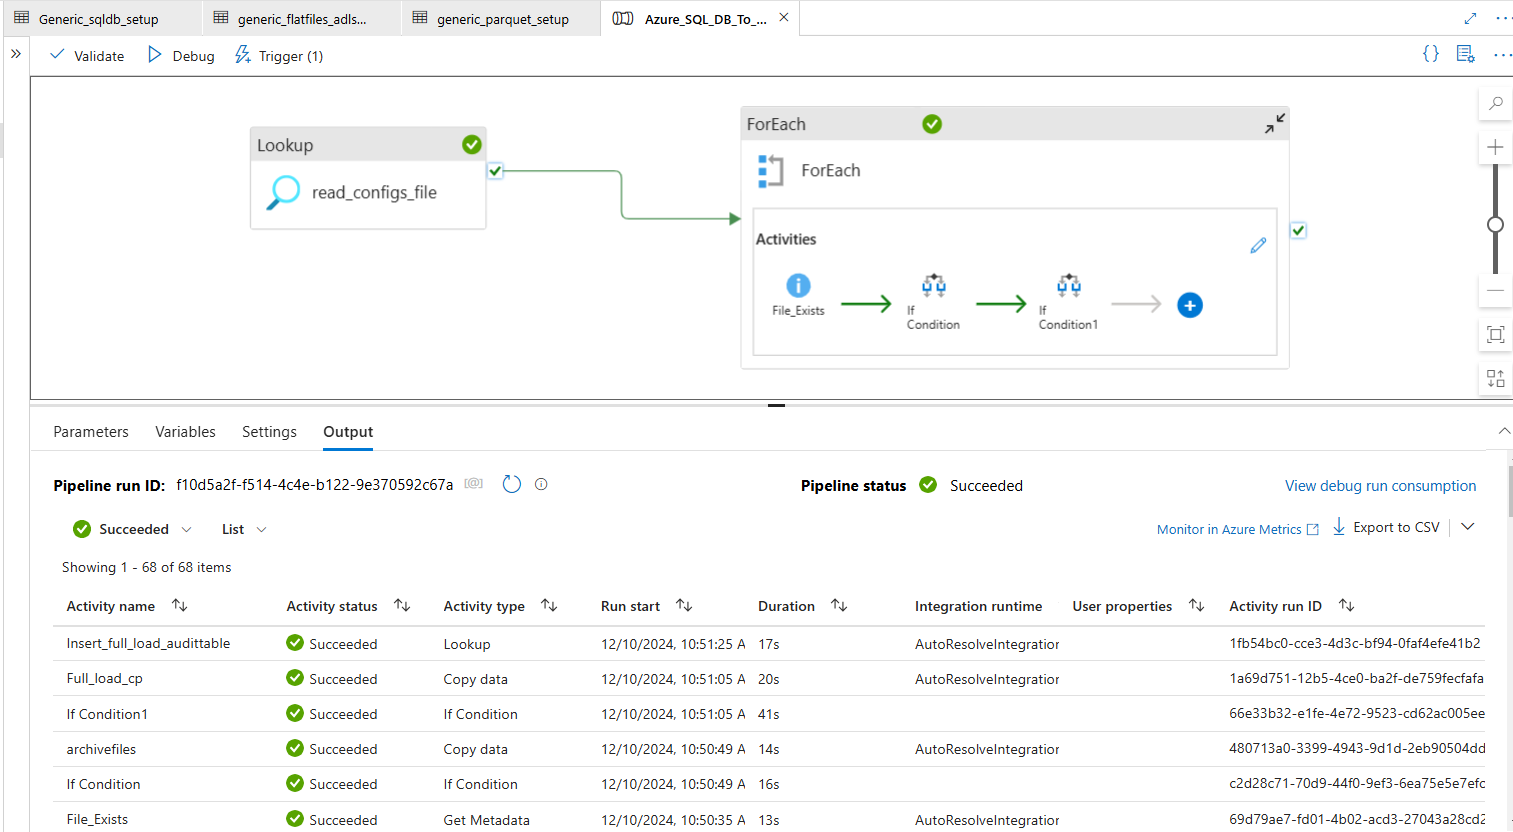 Generic_sqldb_setup generic_flatfiles_adls... generic_parquet_setup Azure_SQL_DB_To_...
Validate Debug Trigger (1)
Lookup
read_configs_file
ForEach
ForEach
Activities
File_Exists
If
Condition
If
Condition1
Parameters Variables Settings Output
Pipeline run ID: f10d5a2f-f514-4c4e-b122-9e370592c67a [@] Pipeline status Succeeded View debug run consumption
Succeeded List Monitor in Azure Metrics Export to CSV
Showing 1 - 68 of 68 items
Activity name Activity status Activity type Run start Duration Integration runtime User properties Activity run ID
Insert_full_load_audittable Succeeded Lookup 12/10/2024, 10:51:25 A 17s AutoResolveIntegration 1fb54bc0-cce3-4d3c-bf94-0faf4efe41b2
Full_load_cp Succeeded Copy data 12/10/2024, 10:51:05 A 20s AutoResolveIntegration 1a69d751-12b5-4ce0-ba2f-de759fecfafa
If Condition1 Succeeded If Condition 12/10/2024, 10:51:05 A 41s 66e33b32-e1fe-4e72-9523-cd62ac005ee
archivefiles Succeeded Copy data 12/10/2024, 10:50:49 A 14s AutoResolveIntegration 480713a0-3399-4943-9d1d-2eb90504dd
If Condition Succeeded If Condition 12/10/2024, 10:50:49 A 16s c2d28c71-70d9-44f0-9ef3-6ea75e5e7efc
File_Exists Succeeded Get Metadata 12/10/2024, 10:50:35 A 13s AutoResolveIntegration 69d79ae7-fd01-4b02-acd3-27043a28cd2